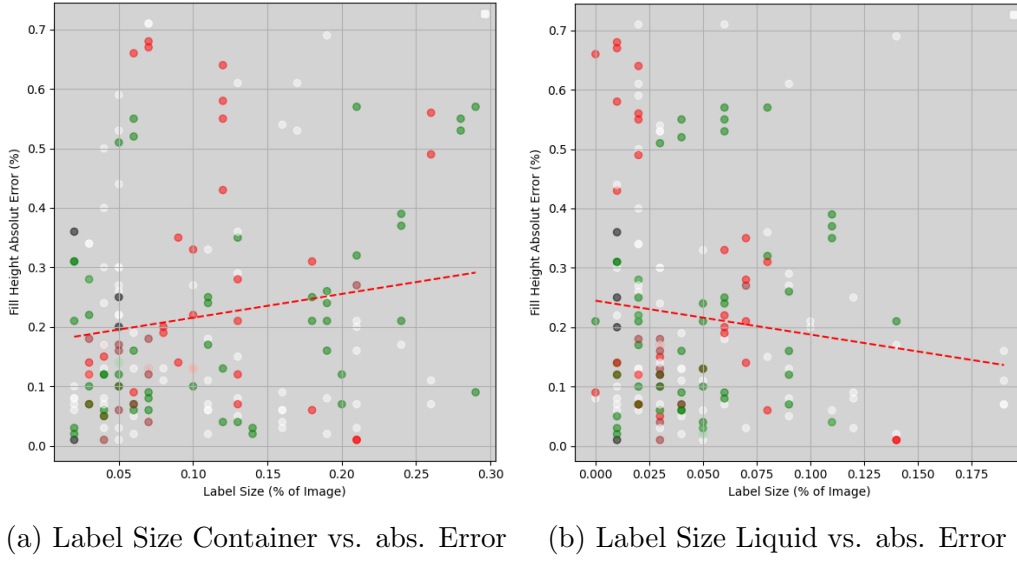 0.7
0.6
0.5
0.4
0.3
0.2
0.1
0.0
Fill Height Absolut Error (%)
0.05 0.10 0.15 0.20 0.25 0.30
Label Size (% of Image)
(a) Label Size Container vs. abs. Error
0.7
0.6
0.5
0.4
0.3
0.2
0.1
0.0
Fill Height Absolut Error (%)
0.000 0.025 0.050 0.075 0.100 0.125 0.150 0.175
Label Size (% of Image)
(b) Label Size Liquid vs. abs. Error